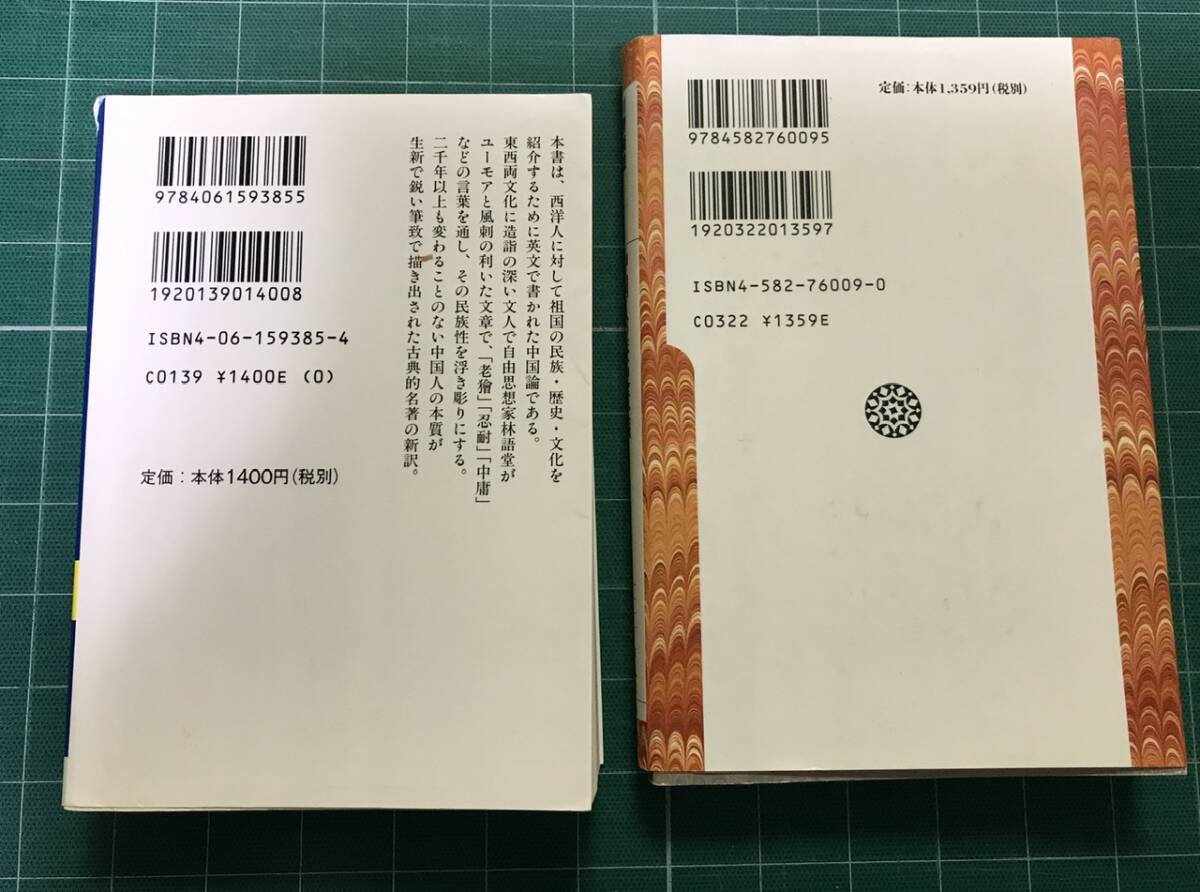 9784061593855
1920139014008
ISBN4-06-159385-4
C0139 ¥1400E (0)
定価：本体1400円(税別)
本書は、西洋人に対して祖国の民族・歴史・文化を
紹介するために英文で書かれた中国論である。
東西両文化に造詣の深い文人で自由思想家林語堂が
ユーモアと風刺の利いた文章で、「老獪」「忍耐」「中庸」
などの言葉を通し、その民族性を浮き彫りにする。
二千年以上も変わることのない中国人の本質が
生新で鋭い筆致で描き出された古典的名著の新訳。
9784582760095
定価：本体1,359円(税別)
1920322013597
ISBN4-582-76009-0
C0322 ¥1359E